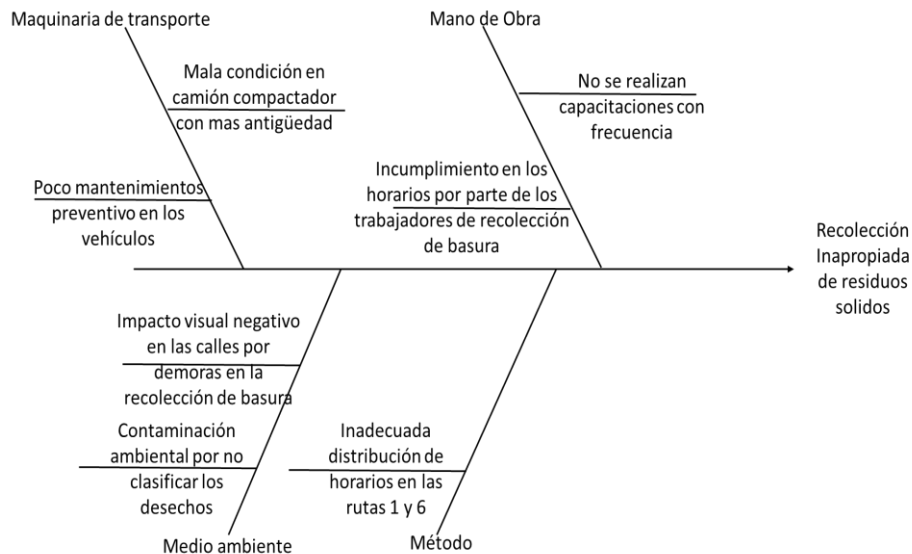 Maquinaria de transporte
Mano de Obra
Mala condición en
camión compactador
con mas antigüedad
No se realizan
capacitaciones con
frecuencia
Poco mantenimientos
preventivo en los
vehículos
Incumplimiento en los
horarios por parte de los
trabajadores de recolección
de basura
Recolección
Inapropiada
de residuos
solidos
Impacto visual negativo
en las calles por
demoras en la
recolección de basura
Contaminación
ambiental por no
clasificar los
desechos
Inadecuada
distribución de
horarios en las
rutas 1 y 6
Medio ambiente
Método